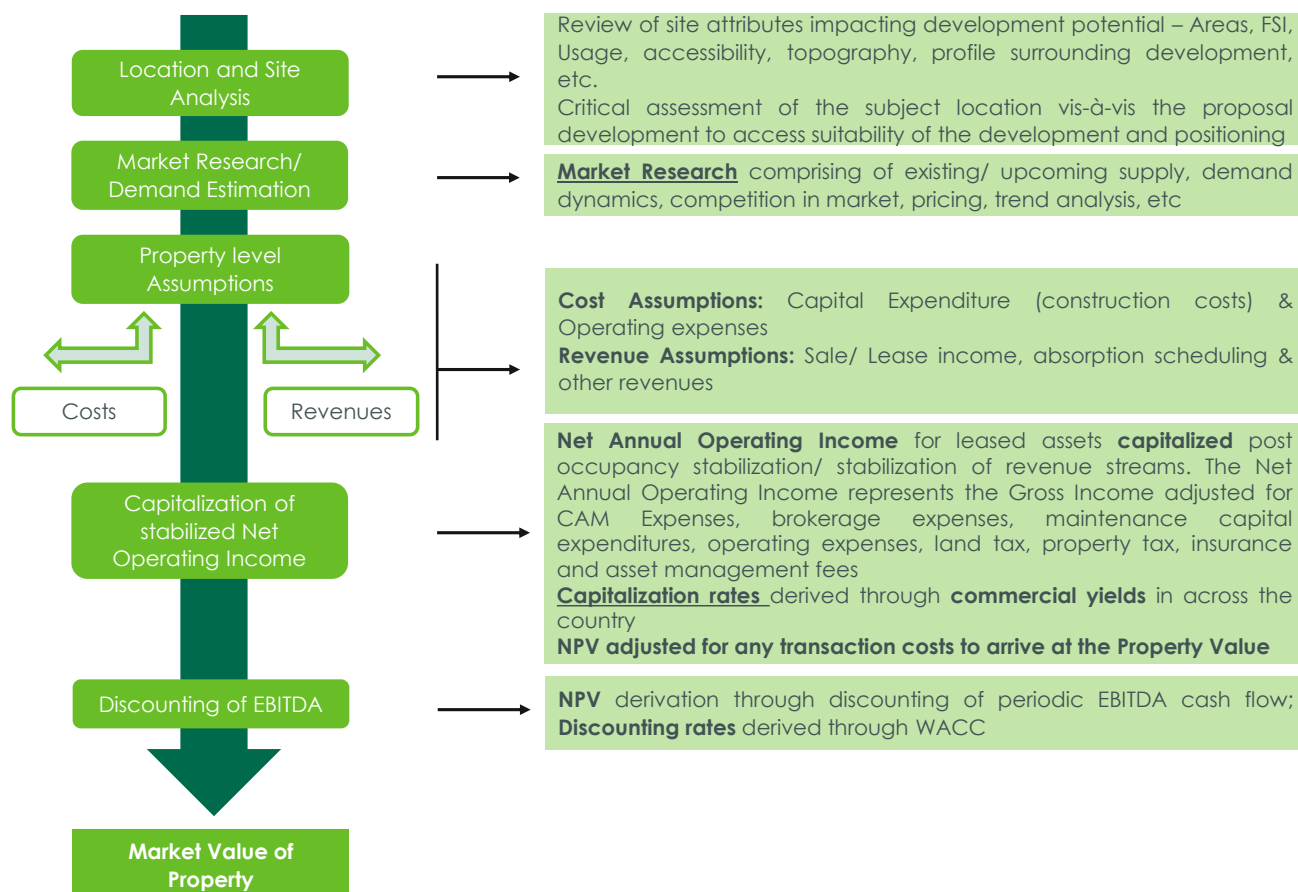 Location and Site
Analysis
Review of site attributes impacting development potential – Areas, FSI,
Usage, accessibility, topography, profile surrounding development,
etc.
Critical assessment of the subject location vis-à-vis the proposal
development to access suitability of the development and positioning
Market Research/
Demand Estimation
Market Research comprising of existing/ upcoming supply, demand
dynamics, competition in market, pricing, trend analysis, etc
Property level
Assumptions
Costs
Revenues
Cost Assumptions: Capital Expenditure (construction costs) &
Operating expenses
Revenue Assumptions: Sale/ Lease income, absorption scheduling &
other revenues
Capitalization of
stabilized Net
Operating Income
Net Annual Operating Income for leased assets capitalized post
occupancy stabilization/ stabilization of revenue streams. The Net
Annual Operating Income represents the Gross Income adjusted for
CAM Expenses, brokerage expenses, maintenance capital
expenditures, operating expenses, land tax, property tax, insurance
and asset management fees
Capitalization rates derived through commercial yields in across the
country
NPV adjusted for any transaction costs to arrive at the Property Value
Discounting of EBITDA
NPV derivation through discounting of periodic EBITDA cash flow;
Discounting rates derived through WACC
Market Value of
Property